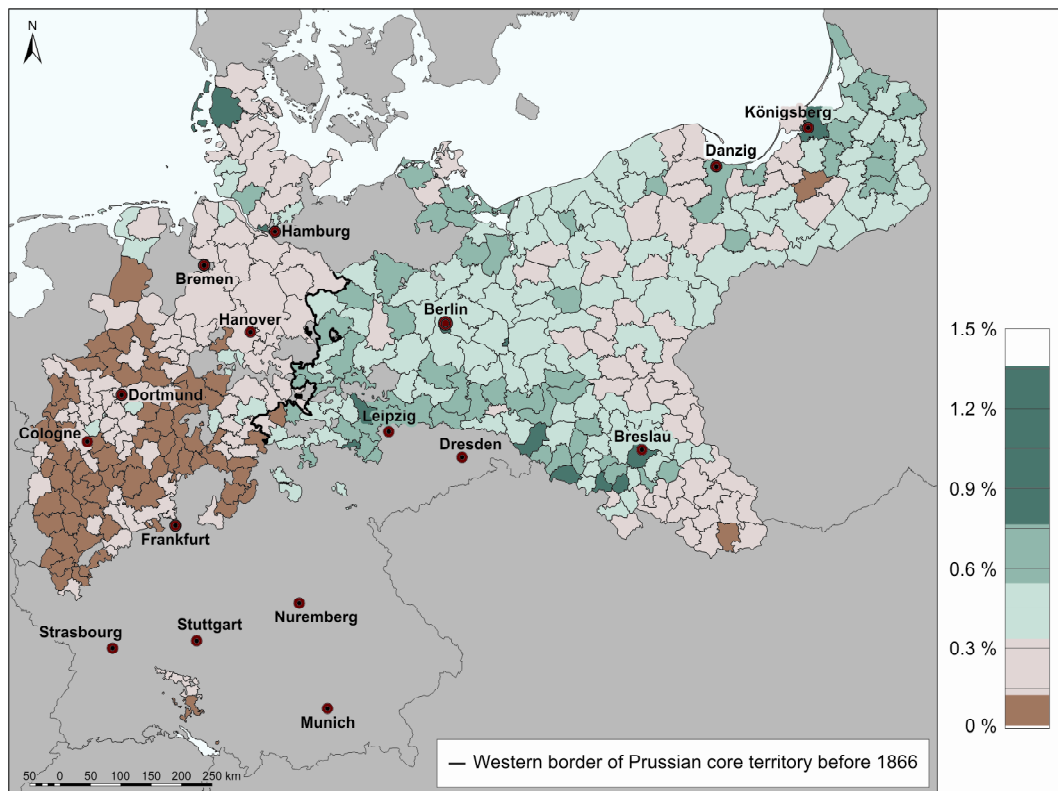 N
Königsberg
Danzig
Hamburg
Bremen
Hanover
Berlin
Dortmund
Leipzig
Cologne
Breslau
Dresden
Frankfurt
Nuremberg
Stuttgart
Strasbourg
Munich
1.5 %
1.2 %
0.9 %
0.6 %
0.3 %
0 %
Western border of Prussian core territory before 1866
50 0 50 100 150 200 250 km